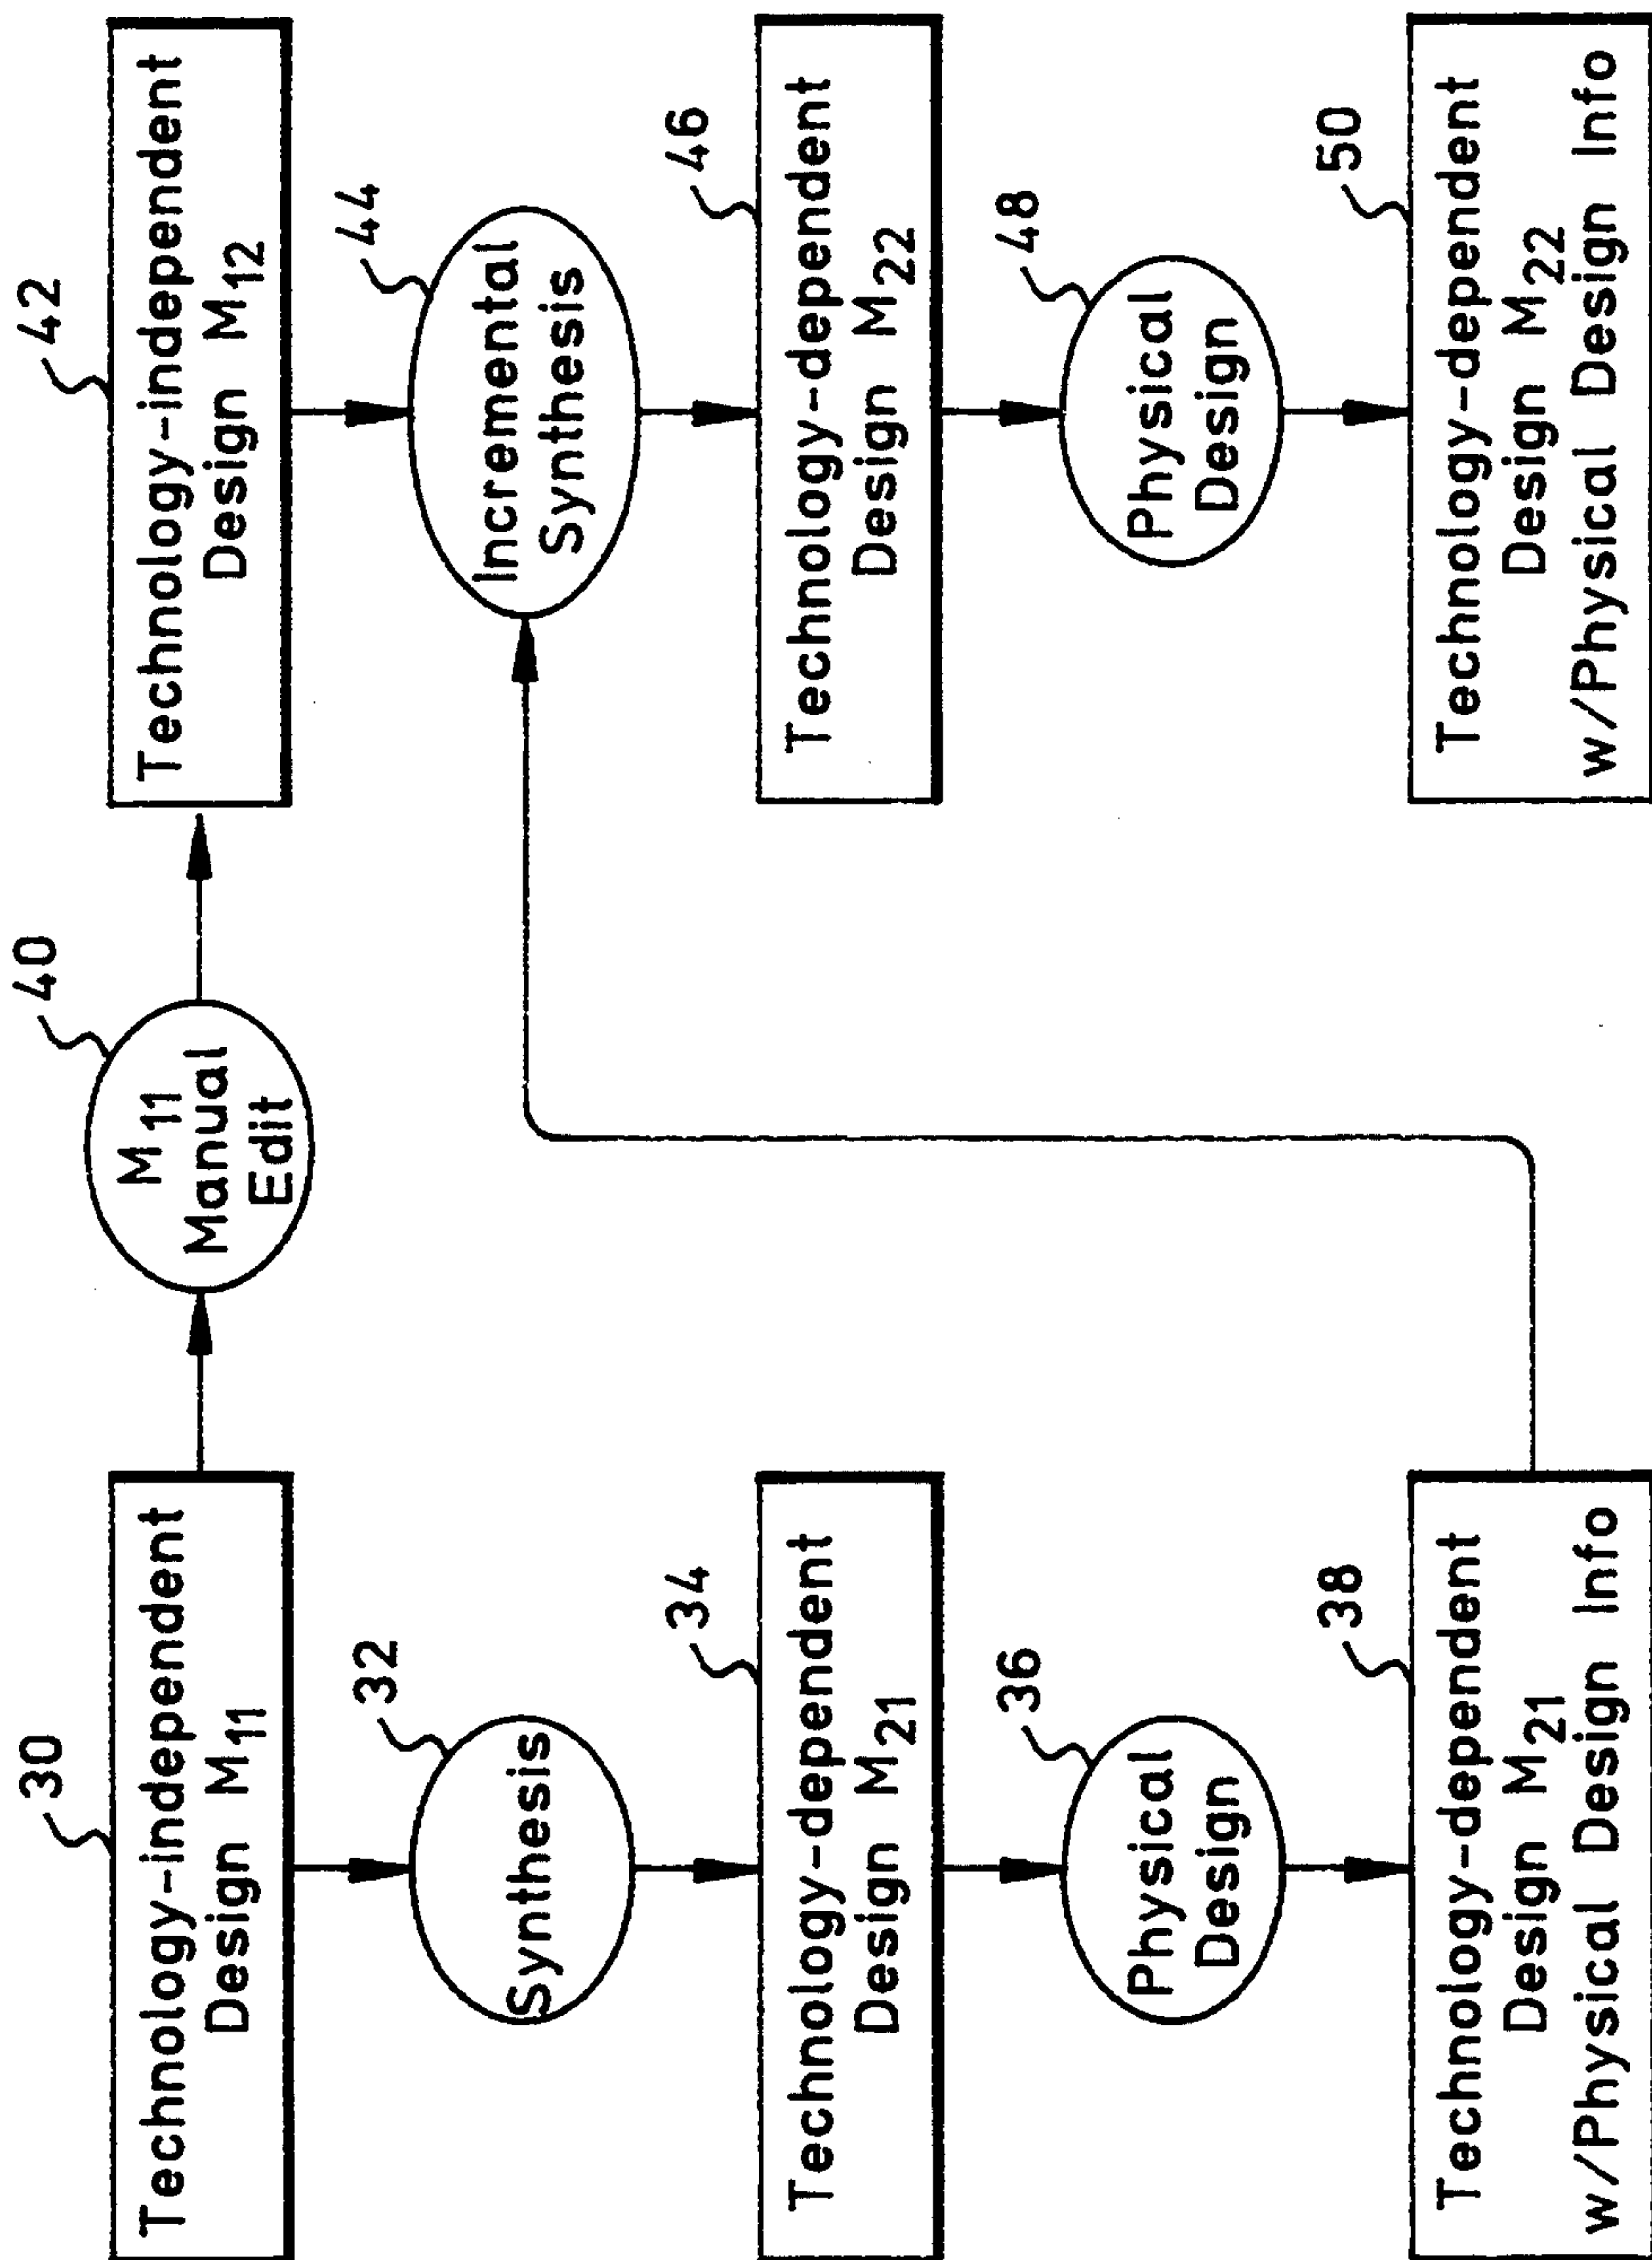 30
Technology-independent
Design M11
32
Synthesis
34
Technology-dependent
Design M21
36
Physical
Design
38
Technology-dependent
Design M21
w/Physical Design Info
40
M11
Manual
Edit
42
Technology-independent
Design M12
44
Incremental
Synthesis
46
Technology-dependent
Design M22
48
Physical
Design
50
Technology-dependent
Design M22
w/Physical Design Info